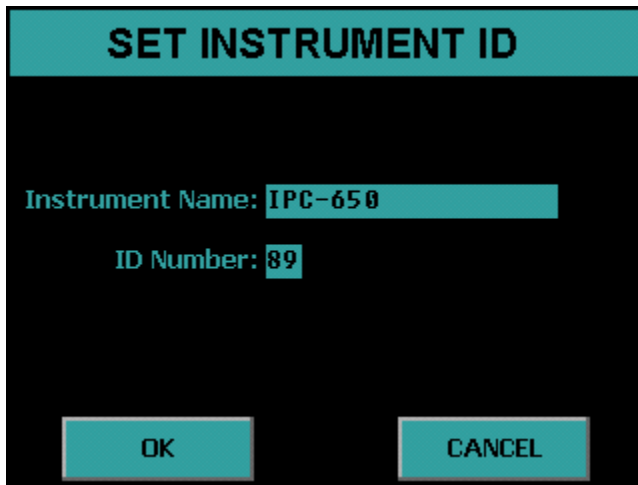 SET INSTRUMENT ID
Instrument Name: IPC-650
ID Number: 89
OK CANCEL